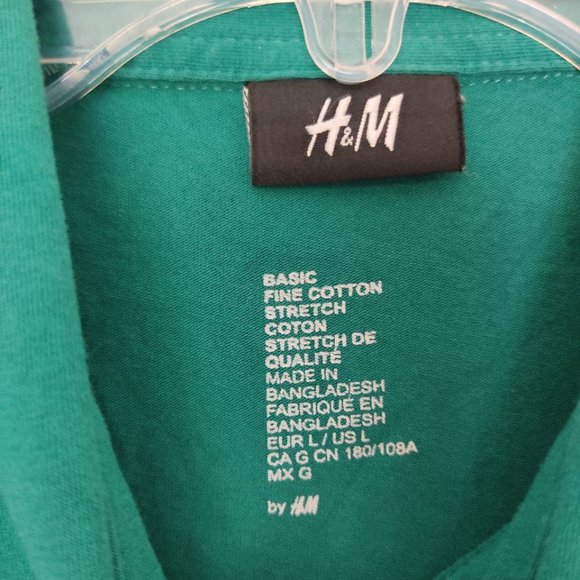 H&M
BASIC
FINE COTTON
STRETCH
COTON
STRETCH DE
QUALITÉ
MADE IN
BANGLADESH
FABRIQUÉ EN
BANGLADESH
EUR L / US L
CA G CN 180/108A
MX G
by H&M